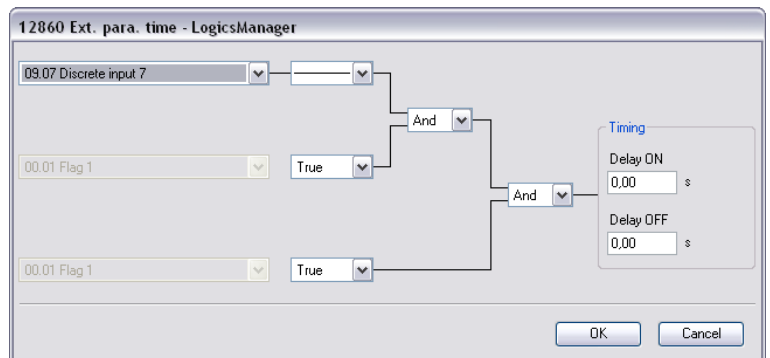 12860 Ext. para. time - LogicsManager
09.07 Discrete input 7
And
Timing
Delay ON
00.01 Flag 1
True
0,00 s
And
Delay OFF
0,00 s
00.01 Flag 1
True
OK
Cancel